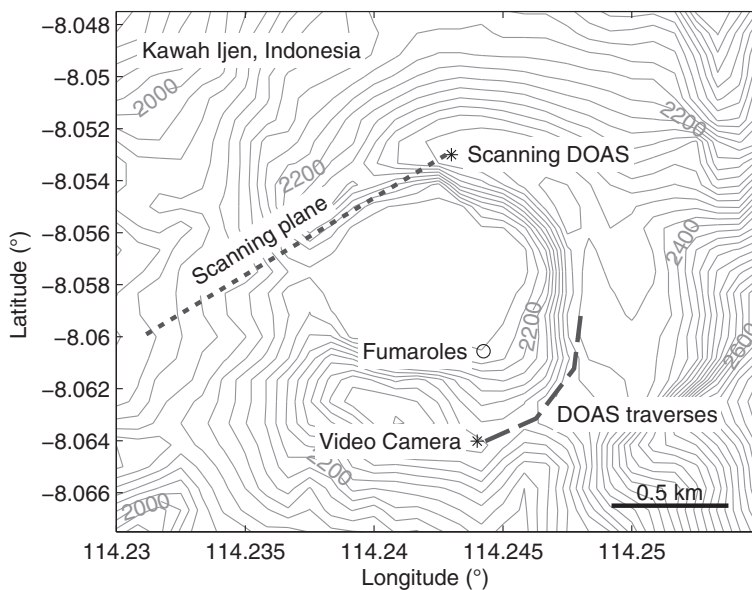 Kawah Ijen, Indonesia
−8.048
−8.05
−8.052
−8.054
−8.056
−8.058
−8.06
−8.062
−8.064
−8.066
Latitude (°)
2000
2200
2200
Scanning DOAS
Scanning plane
2400
2200
2600
Fumaroles
DOAS traverses
Video Camera
2200
2000
0.5 km
114.23
114.235
114.24
114.245
114.25
Longitude (°)